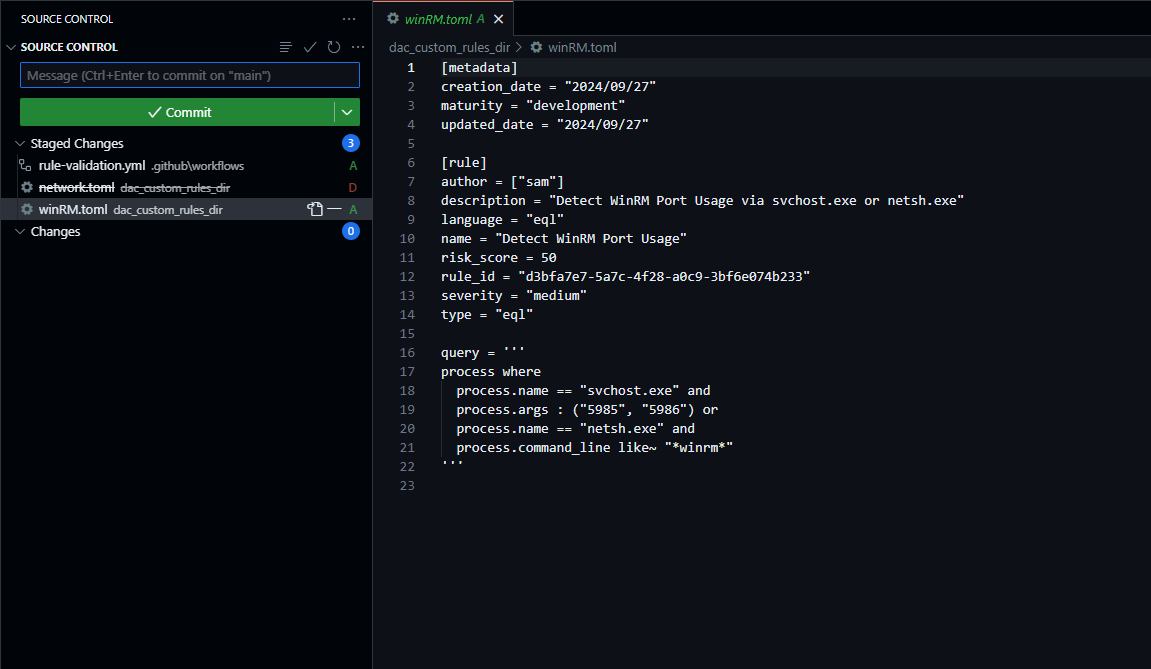 SOURCE CONTROL
SOURCE CONTROL
Message (Ctrl+Enter to commit on "main")
Commit
Staged Changes 3
rule-validation.yml .github\workflows A
network.toml dac_custom_rules_dir D
winRM.toml dac_custom_rules_dir A
Changes 0
winRM.toml A
dac_custom_rules_dir > winRM.toml
1 [metadata]
2 creation_date = "2024/09/27"
3 maturity = "development"
4 updated_date = "2024/09/27"
5
6 [rule]
7 author = ["sam"]
8 description = "Detect WinRM Port Usage via svchost.exe or netsh.exe"
9 language = "eql"
10 name = "Detect WinRM Port Usage"
11 risk_score = 50
12 rule_id = "d3bfa7e7-5a7c-4f28-a0c9-3bf6e074b233"
13 severity = "medium"
14 type = "eql"
15
16 query = '''
17 process where
18 process.name == "svchost.exe" and
19 process.args : ("5985", "5986") or
20 process.name == "netsh.exe" and
21 process.command_line like~ "*winrm*"
22 '''
23